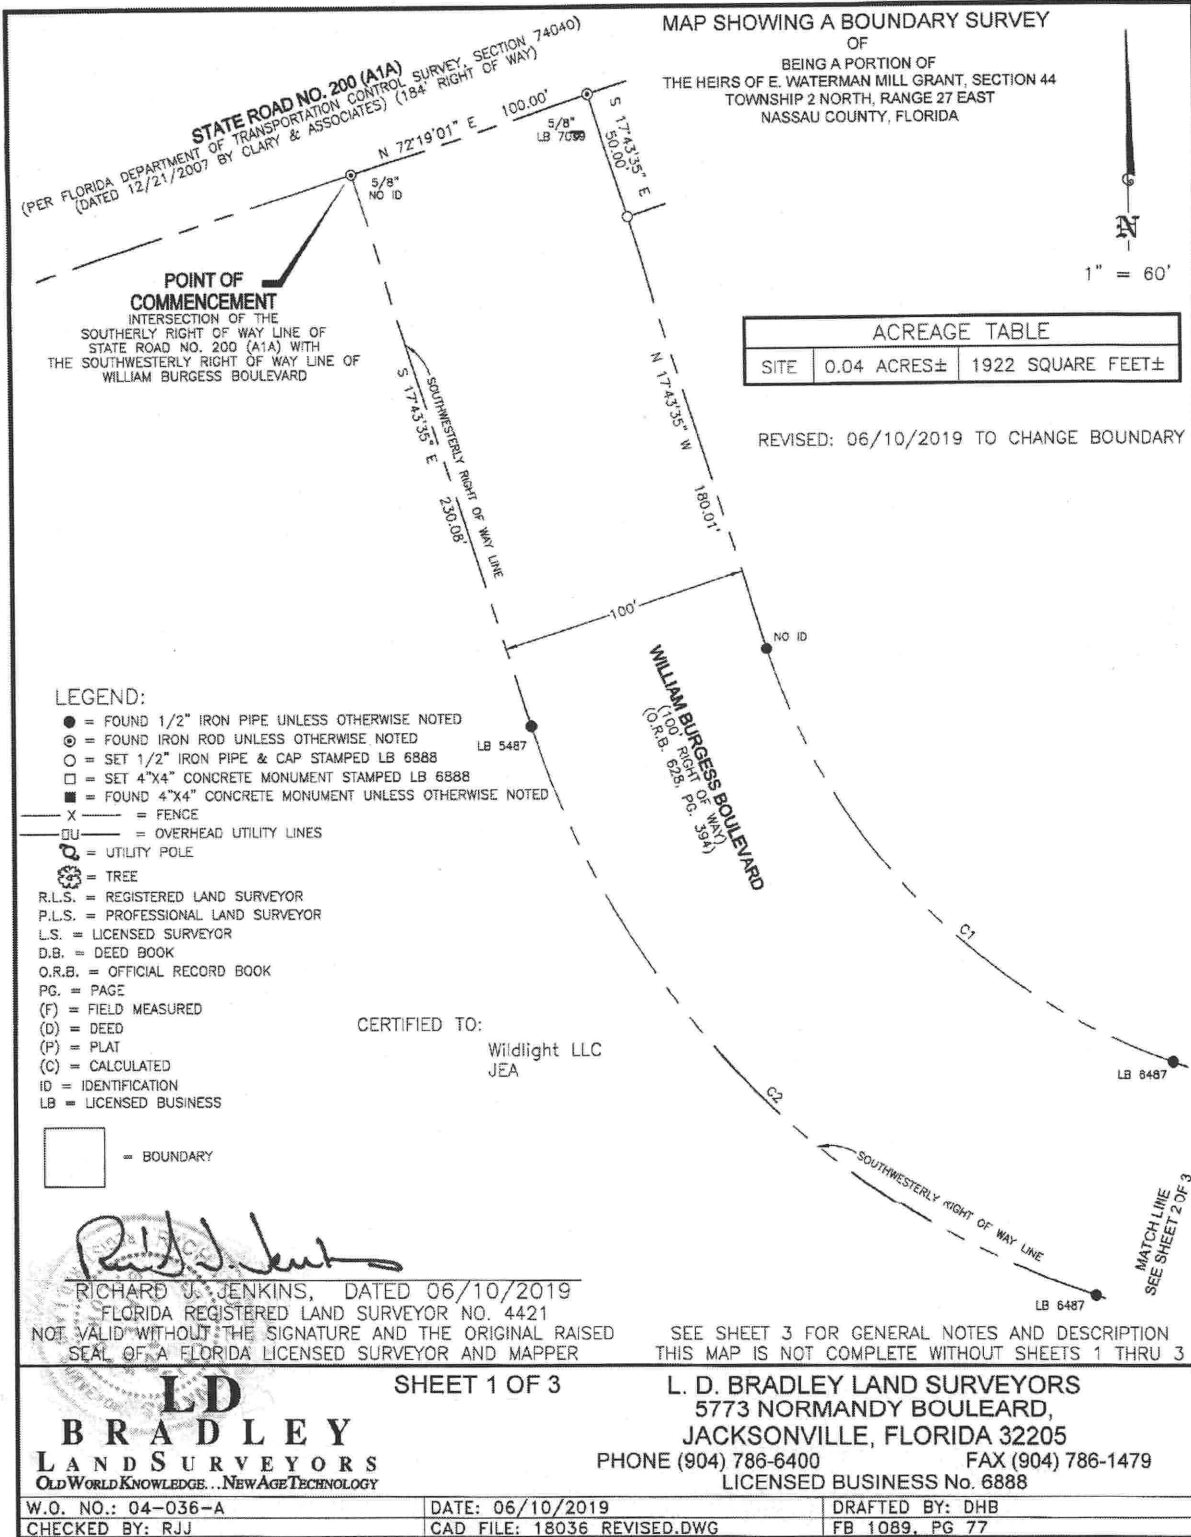 MAP SHOWING A BOUNDARY SURVEY
OF
BEING A PORTION OF
THE HEIRS OF E. WATERMAN MILL GRANT, SECTION 44
TOWNSHIP 2 NORTH, RANGE 27 EAST
NASSAU COUNTY, FLORIDA
STATE ROAD NO. 200 (A1A)
(PER FLORIDA DEPARTMENT OF TRANSPORTATION CONTROL SURVEY, SECTION 74040)
(DATED 12/21/2007 BY CLARY & ASSOCIATES) (184' RIGHT OF WAY)
N 72°19'01" E 100.00'
5/8"
LB
S 17°43'35" E
50.00'
5/8"
NO ID
N
1" = 60'
POINT OF
COMMENCEMENT
INTERSECTION OF THE
SOUTHERLY RIGHT OF WAY LINE OF
STATE ROAD NO. 200 (A1A) WITH
THE SOUTHWESTERLY RIGHT OF WAY LINE OF
WILLIAM BURGESS BOULEVARD
ACREAGE TABLE
SITE 0.04 ACRES± 1922 SQUARE FEET±
REVISED: 06/10/2019 TO CHANGE BOUNDARY
S 17°43'35" E 230.08'
SOUTHWESTERLY RIGHT OF WAY LINE
N 17°43'35" W 180.01'
100'
NO ID
WILLIAM BURGESS BOULEVARD
(100' RIGHT OF WAY)
(O.R.B. 628, PG. 394)
LEGEND:
= FOUND 1/2" IRON PIPE UNLESS OTHERWISE NOTED
= FOUND IRON ROD UNLESS OTHERWISE NOTED
= SET 1/2" IRON PIPE & CAP STAMPED LB 6888
= SET 4"X4" CONCRETE MONUMENT STAMPED LB 6888
= FOUND 4"X4" CONCRETE MONUMENT UNLESS OTHERWISE NOTED
X = FENCE
OU = OVERHEAD UTILITY LINES
= UTILITY POLE
= TREE
R.L.S. = REGISTERED LAND SURVEYOR
P.L.S. = PROFESSIONAL LAND SURVEYOR
L.S. = LICENSED SURVEYOR
D.B. = DEED BOOK
O.R.B. = OFFICIAL RECORD BOOK
PG. = PAGE
(F) = FIELD MEASURED
(D) = DEED
(P) = PLAT
(C) = CALCULATED
ID = IDENTIFICATION
LB = LICENSED BUSINESS
= BOUNDARY
LB 5487
C1
LB 6487
C2
CERTIFIED TO:
Wildlight LLC
JEA
SOUTHWESTERLY RIGHT OF WAY LINE
LB 6487
MATCH LINE
SEE SHEET 2 OF 3
RICHARD J. JENKINS, DATED 06/10/2019
FLORIDA REGISTERED LAND SURVEYOR NO. 4421
NOT VALID WITHOUT THE SIGNATURE AND THE ORIGINAL RAISED
SEAL OF A FLORIDA LICENSED SURVEYOR AND MAPPER
SEE SHEET 3 FOR GENERAL NOTES AND DESCRIPTION
THIS MAP IS NOT COMPLETE WITHOUT SHEETS 1 THRU 3
LD
BRADLEY
LAND SURVEYORS
OLD WORLD KNOWLEDGE...NEW AGE TECHNOLOGY
SHEET 1 OF 3
L. D. BRADLEY LAND SURVEYORS
5773 NORMANDY BOULEARD,
JACKSONVILLE, FLORIDA 32205
PHONE (904) 786-6400 FAX (904) 786-1479
LICENSED BUSINESS No. 6888
W.O. NO.: 04-036-A DATE: 06/10/2019 DRAFTED BY: DHB
CHECKED BY: RJJ CAD FILE: 18036 REVISED.DWG FB 1089, PG 77